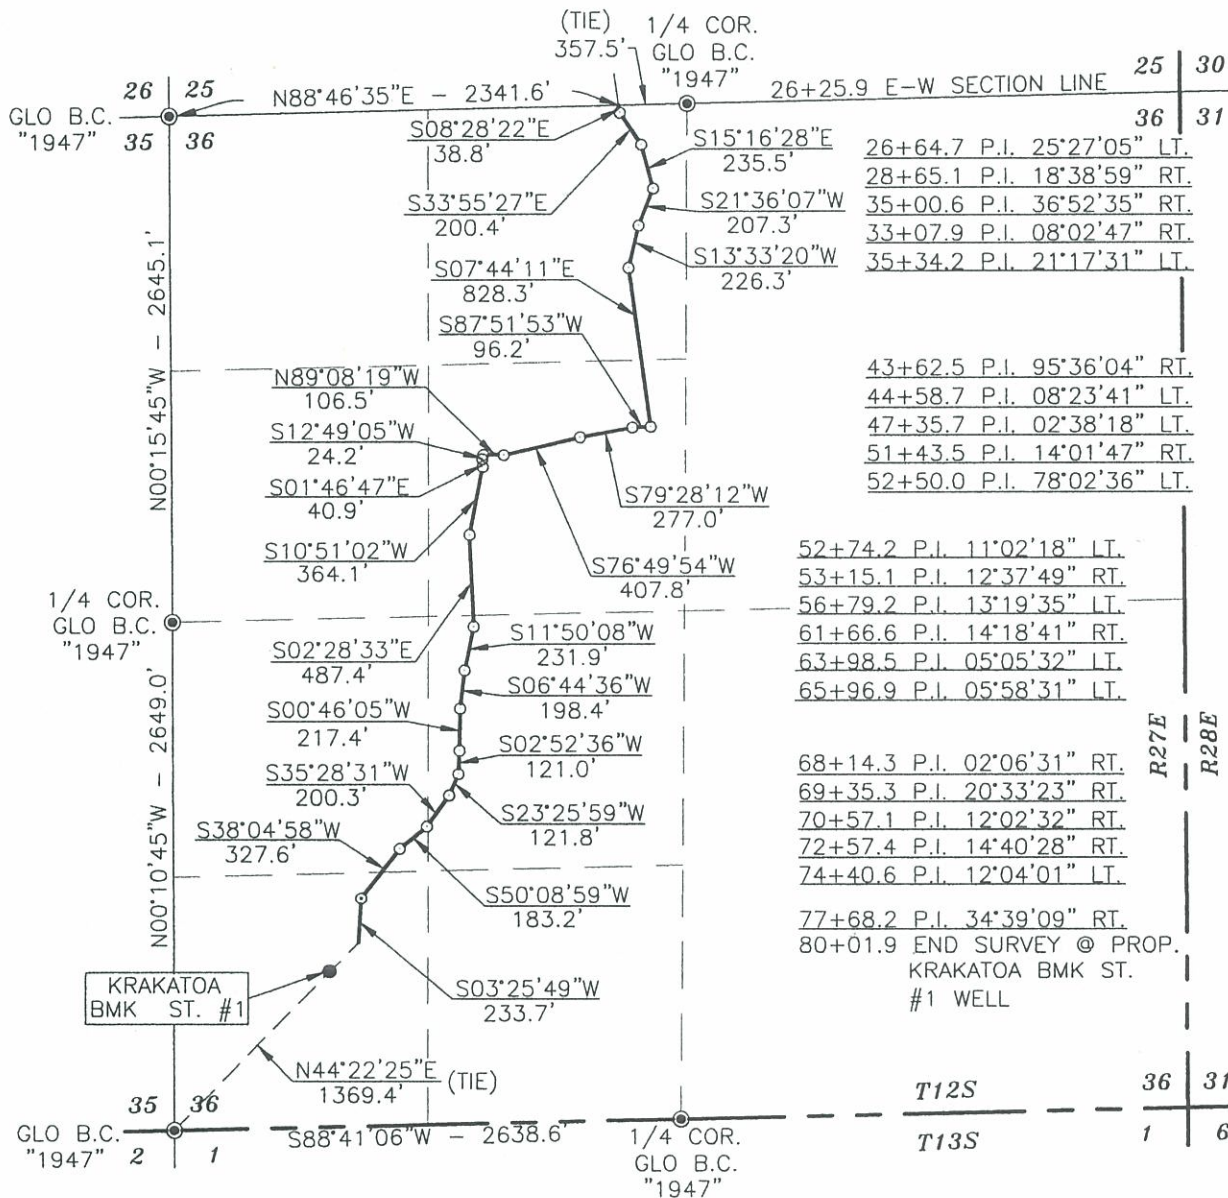 (TIE)
357.5'
1/4 COR.
GLO B.C.
"1947"
26 25
35 36
GLO B.C.
"1947"
N88°46'35"E - 2341.6'
26+25.9 E-W SECTION LINE
25 30
36 31
S08°28'22"E
38.8'
S15°16'28"E
235.5'
S33°55'27"E
200.4'
S21°36'07"W
207.3'
S13°33'20"W
226.3'
S07°44'11"E
828.3'
S87°51'53"W
96.2'
N89°08'19"W
106.5'
S12°49'05"W
24.2'
S01°46'47"E
40.9'
S79°28'12"W
277.0'
S10°51'02"W
364.1'
S76°49'54"W
407.8'
N00°15'45"W - 2645.1'
26+64.7 P.I. 25°27'05" LT.
28+65.1 P.I. 18°38'59" RT.
35+00.6 P.I. 36°52'35" RT.
33+07.9 P.I. 08°02'47" RT.
35+34.2 P.I. 21°17'31" LT.
43+62.5 P.I. 95°36'04" RT.
44+58.7 P.I. 08°23'41" LT.
47+35.7 P.I. 02°38'18" LT.
51+43.5 P.I. 14°01'47" RT.
52+50.0 P.I. 78°02'36" LT.
52+74.2 P.I. 11°02'18" LT.
53+15.1 P.I. 12°37'49" RT.
56+79.2 P.I. 13°19'35" LT.
61+66.6 P.I. 14°18'41" RT.
63+98.5 P.I. 05°05'32" LT.
65+96.9 P.I. 05°58'31" LT.
1/4 COR.
GLO B.C.
"1947"
S02°28'33"E
487.4'
S11°50'08"W
231.9'
S06°44'36"W
198.4'
S00°46'05"W
217.4'
S02°52'36"W
121.0'
S35°28'31"W
200.3'
S23°25'59"W
121.8'
S38°04'58"W
327.6'
S50°08'59"W
183.2'
N00°10'45"W - 2649.0'
R27E
R28E
68+14.3 P.I. 02°06'31" RT.
69+35.3 P.I. 20°33'23" RT.
70+57.1 P.I. 12°02'32" RT.
72+57.4 P.I. 14°40'28" RT.
74+40.6 P.I. 12°04'01" LT.
77+68.2 P.I. 34°39'09" RT.
80+01.9 END SURVEY @ PROP.
KRAKATOA BMK ST.
#1 WELL
KRAKATOA
BMK ST. #1
S03°25'49"W
233.7'
N44°22'25"E (TIE)
1369.4'
35 36
GLO B.C.
"1947"
2 1
S88°41'06"W - 2638.6'
1/4 COR.
GLO B.C.
"1947"
T12S
T13S
36 31
1 6